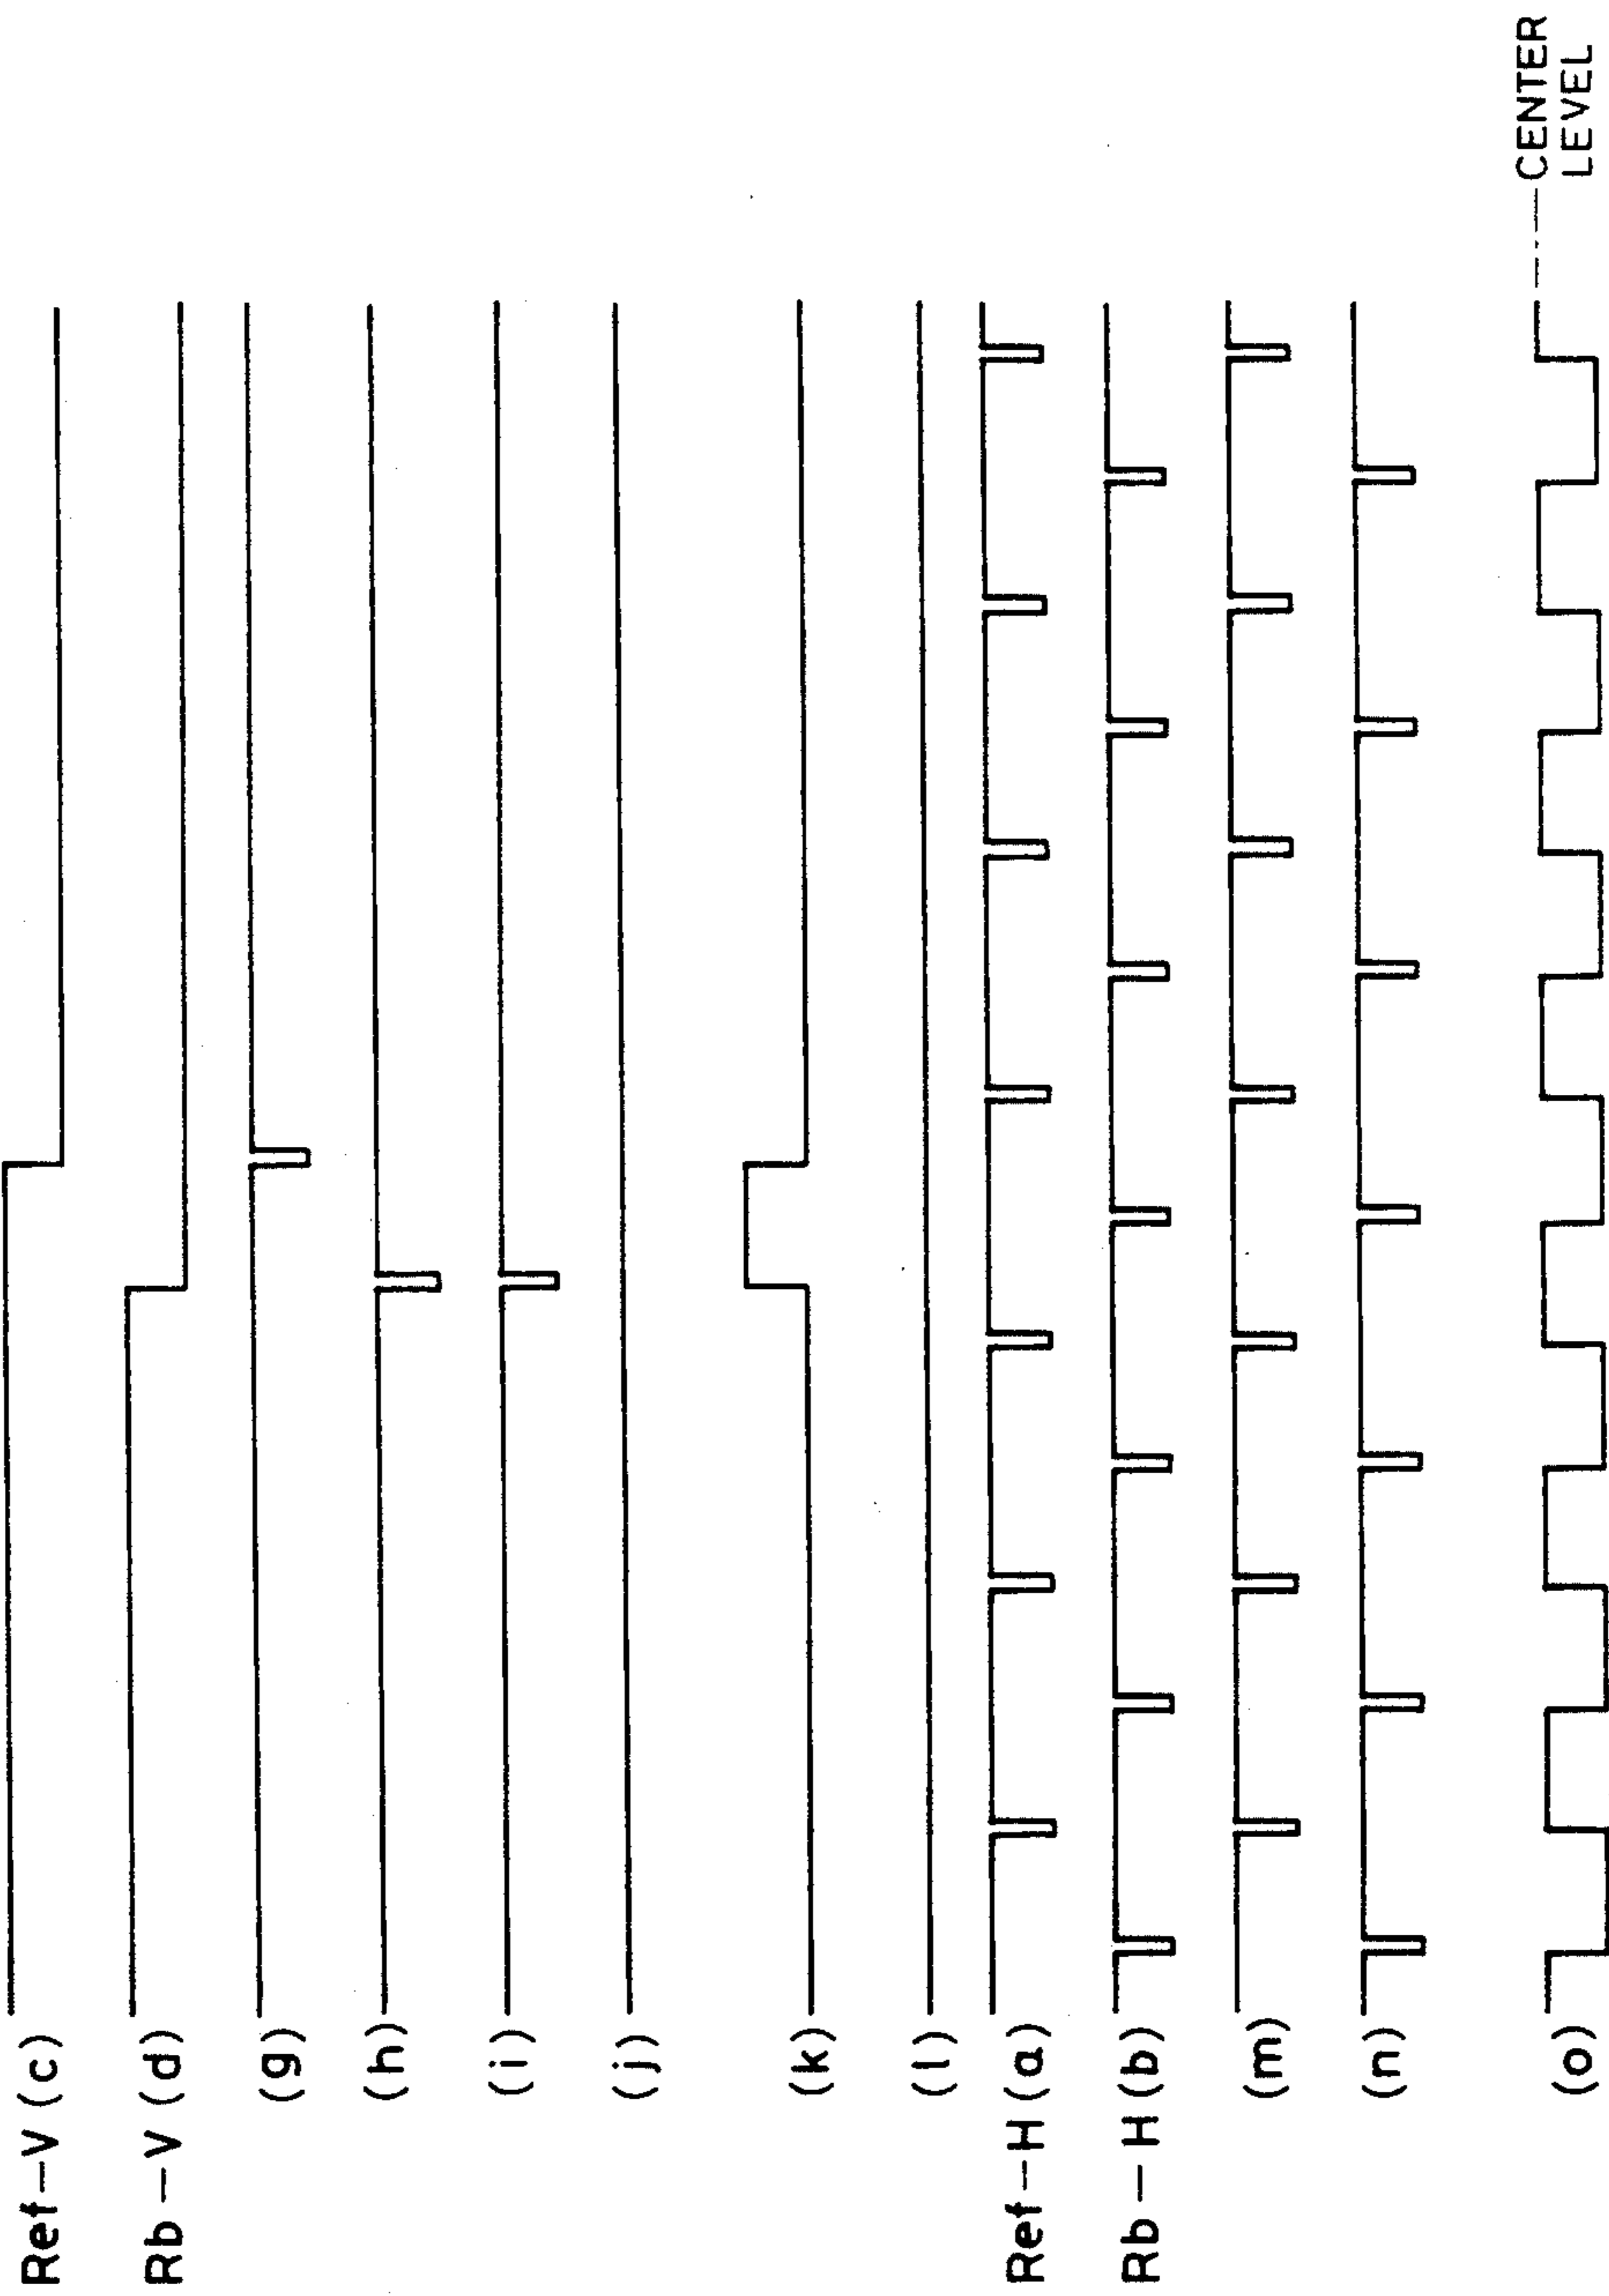 Ref-V (c)
Rb-V (d)
(g)
(h)
(i)
(j)
(k)
(l)
Ref-H (a)
Rb-H (b)
(m)
(n)
(o)
CENTER
LEVEL